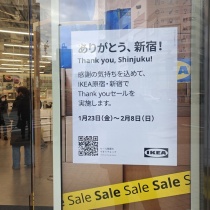 ありがとう、新宿！
Thank you, Shinjuku!
感謝の気持ちを込めて、
IKEA原宿・新宿で
Thank youセールを
実施します。
1月23日(金)～2月8日(日)
IKEA
Sale Sale Sale Sale